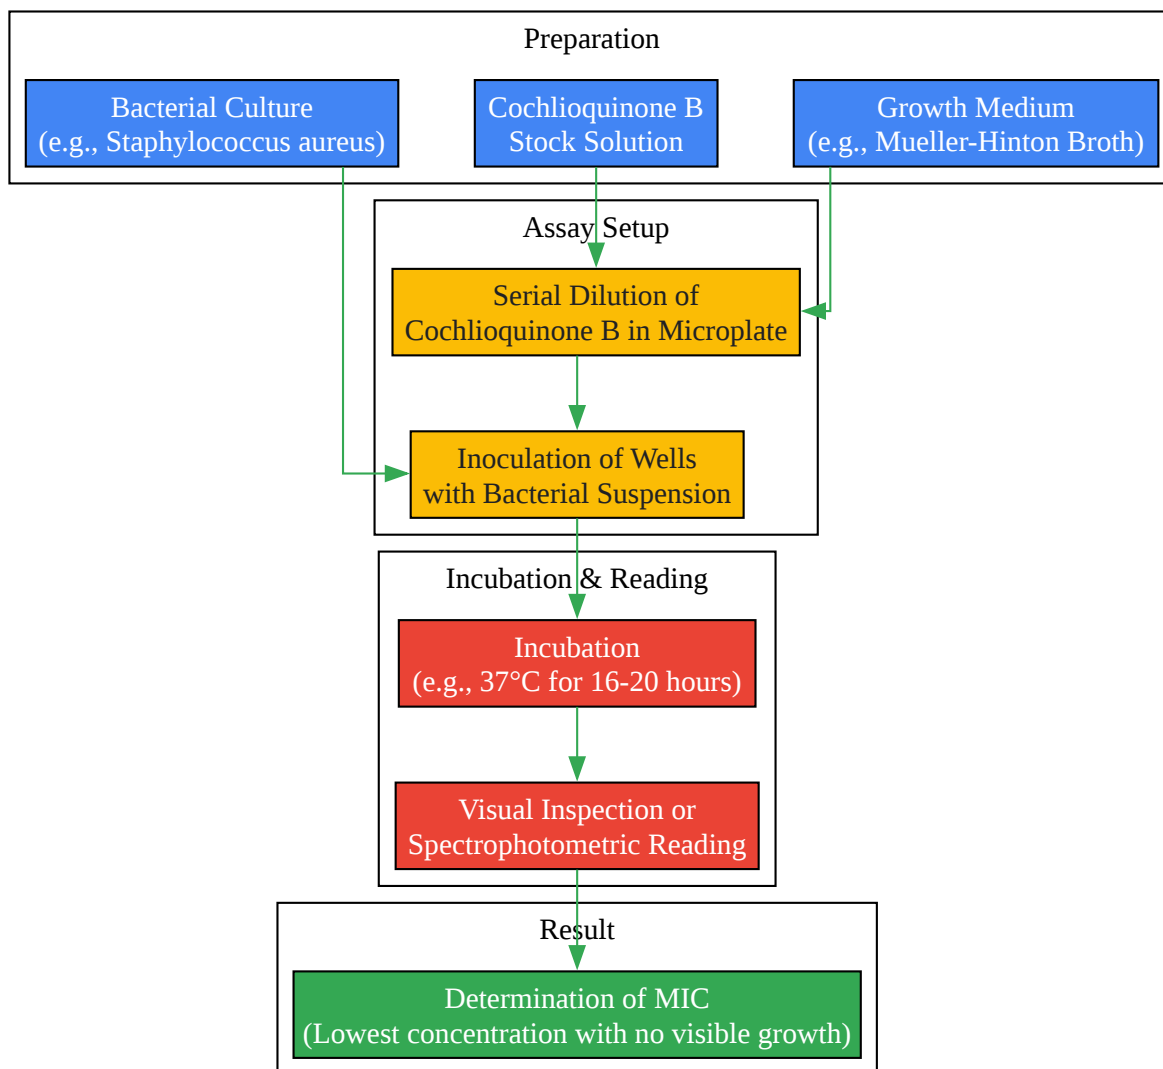 Preparation
Bacterial Culture
(e.g., Staphylococcus aureus)
Cochlioquinone B
Stock Solution
Growth Medium
(e.g., Mueller-Hinton Broth)
Assay Setup
Serial Dilution of
Cochlioquinone B in Microplate
Inoculation of Wells
with Bacterial Suspension
Incubation & Reading
Incubation
(e.g., 37°C for 16-20 hours)
Visual Inspection or
Spectrophotometric Reading
Result
Determination of MIC
(Lowest concentration with no visible growth)